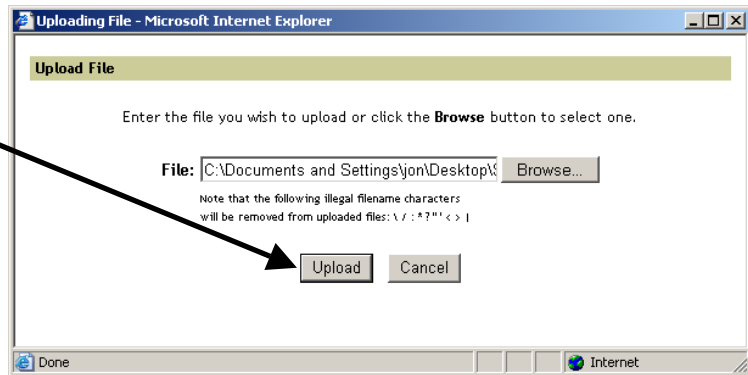 Uploading File - Microsoft Internet Explorer
Upload File
Enter the file you wish to upload or click the Browse button to select one.
File: C:\Documents and Settings\jon\Desktop\S Browse...
Note that the following illegal filename characters
will be removed from uploaded files: \ / : * ? " ' < > |
Upload Cancel
Done Internet